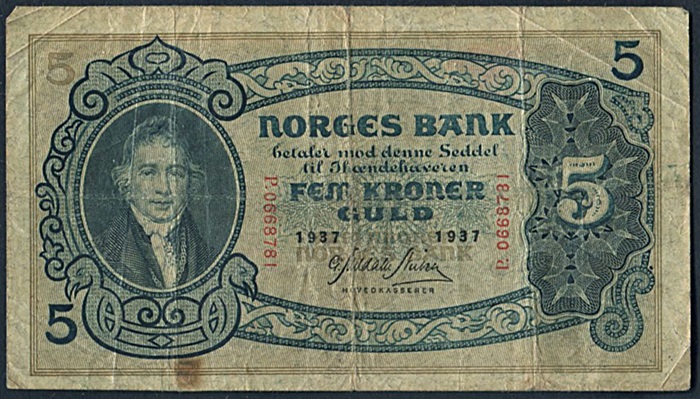 5
5
NORGES BANK
betaler mod denne Seddel
til Ihændehaveren
FEM KRONER
GULD
1937 1937
HOVEDKASSERER
P.0668781
P.0668781
5
5